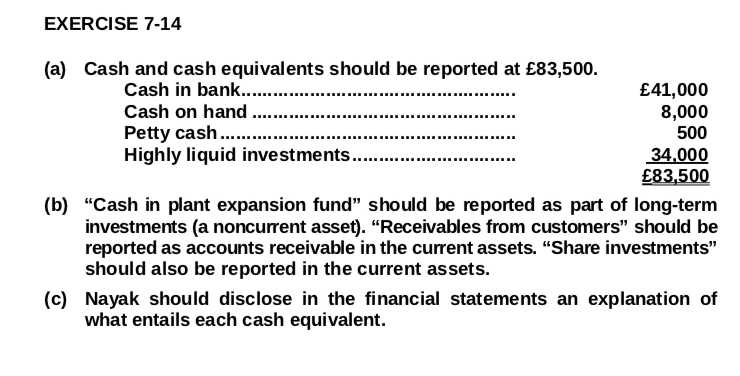 EXERCISE 7-14
(a) Cash and cash equivalents should be reported at £83,500.
Cash in bank.................................................... £41,000
Cash on hand .................................................. 8,000
Petty cash........................................................ 500
Highly liquid investments............................... 34,000
£83,500
(b) “Cash in plant expansion fund” should be reported as part of long-term
investments (a noncurrent asset). “Receivables from customers” should be
reported as accounts receivable in the current assets. “Share investments”
should also be reported in the current assets.
(c) Nayak should disclose in the financial statements an explanation of
what entails each cash equivalent.